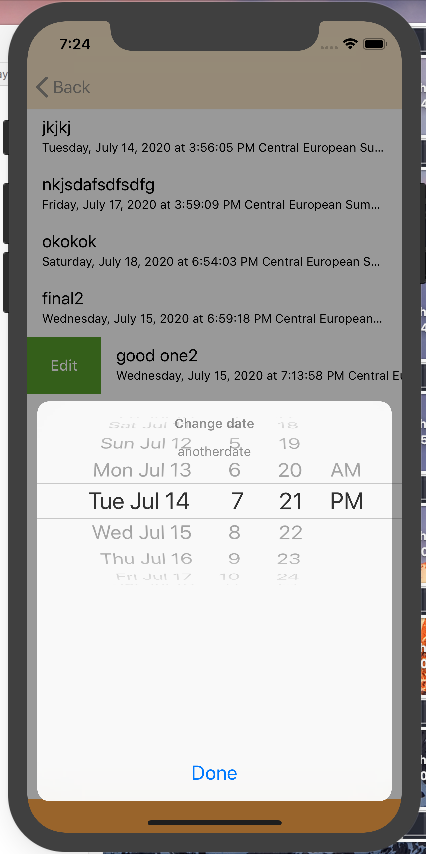 7:24
Back
jkjkj
Tuesday, July 14, 2020 at 3:56:05 PM Central European Su...
nkjsdafsdfsdfg
Friday, July 17, 2020 at 3:59:09 PM Central European Sum...
okokok
Saturday, July 18, 2020 at 6:54:03 PM Central European S...
final2
Wednesday, July 15, 2020 at 6:59:18 PM Central European...
Edit
good one2
Wednesday, July 15, 2020 at 7:13:58 PM Central E
Change date
anotherdate
Sat Jul 18
Sun Jul 12 5 19
Mon Jul 13 6 20 AM
Tue Jul 14 7 21 PM
Wed Jul 15 8 22
Thu Jul 16 9 23
Fri Jul 17 10 24
Done